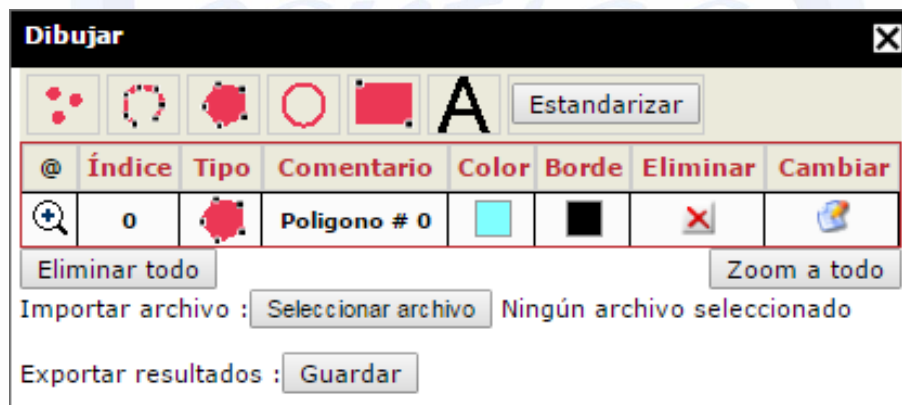 Dibujar
A Estandarizar
@ Índice Tipo Comentario Color Borde Eliminar Cambiar
0 Poligono # 0
Eliminar todo Zoom a todo
Importar archivo : Seleccionar archivo Ningún archivo seleccionado
Exportar resultados : Guardar